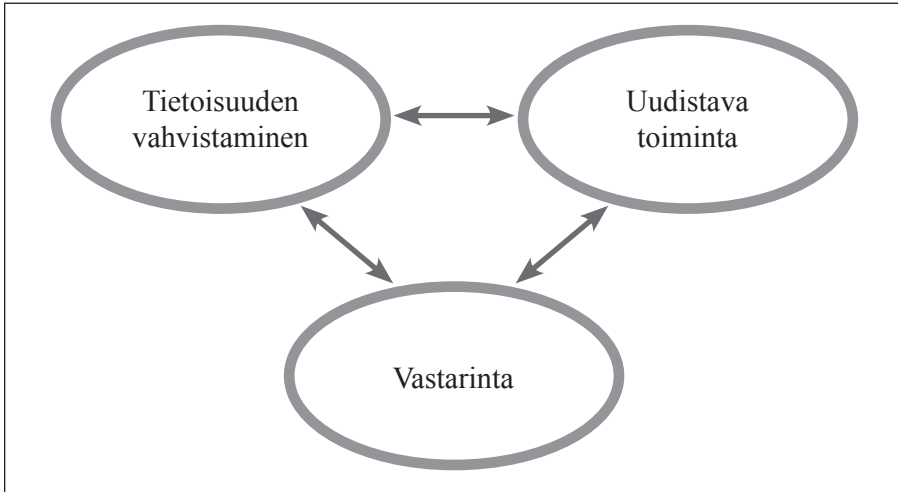 Tietoisuuden
vahvistaminen
Uudistava
toiminta
Vastarinta